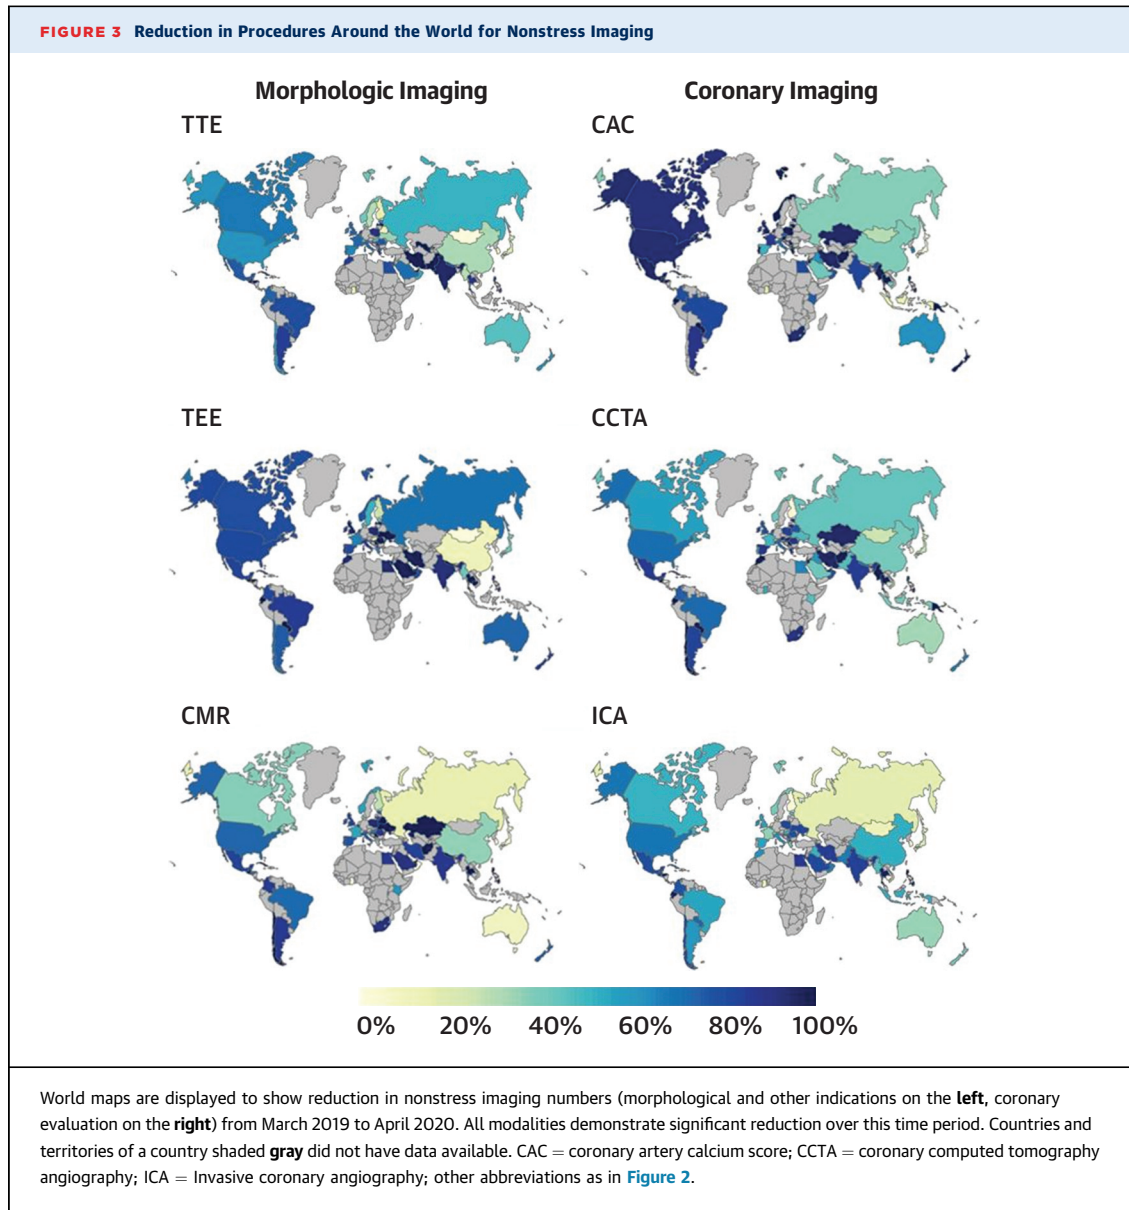 FIGURE 3 Reduction in Procedures Around the World for Nonstress Imaging
Morphologic Imaging
Coronary Imaging
TTE
CAC
TEE
CCTA
CMR
ICA
0% 20% 40% 60% 80% 100%
World maps are displayed to show reduction in nonstress imaging numbers (morphological and other indications on the left, coronary
evaluation on the right) from March 2019 to April 2020. All modalities demonstrate significant reduction over this time period. Countries and
territories of a country shaded gray did not have data available. CAC = coronary artery calcium score; CCTA = coronary computed tomography
angiography; ICA = Invasive coronary angiography; other abbreviations as in Figure 2.